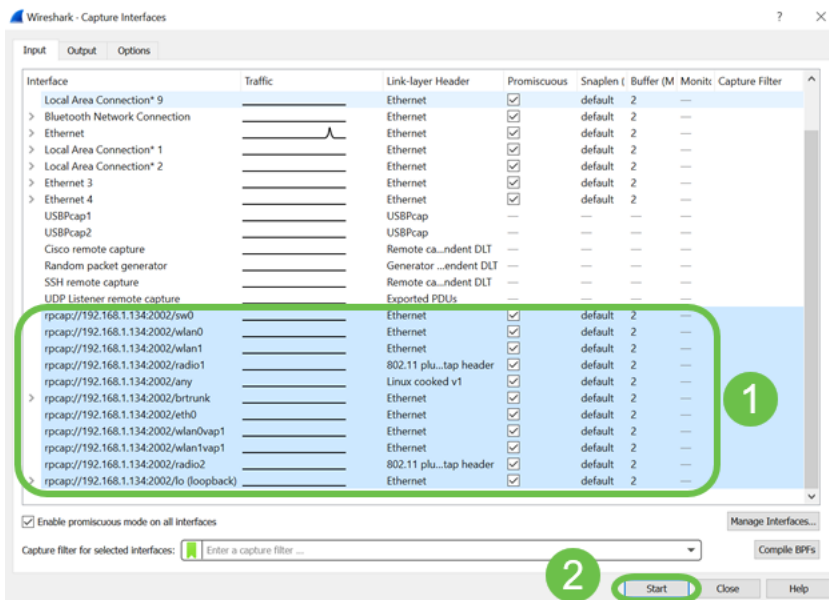 Wireshark - Capture Interfaces ? ×
Input Output Options
Interface Traffic Link-layer Header Promiscuous Snaplen ( Buffer (M Monitc Capture Filter
Local Area Connection* 9 Ethernet default 2 —
Bluetooth Network Connection Ethernet default 2 —
Ethernet Ethernet default 2 —
Local Area Connection* 1 Ethernet default 2 —
Local Area Connection* 2 Ethernet default 2 —
Ethernet 3 Ethernet default 2 —
Ethernet 4 Ethernet default 2 —
USBPcap1 USBPcap — — — —
USBPcap2 USBPcap — — — —
Cisco remote capture Remote ca...ndent DLT — — — —
Random packet generator Generator ...endent DLT — — — —
SSH remote capture Remote ca...ndent DLT — — — —
UDP Listener remote capture Exported PDUs — — — —
rpcap://192.168.1.134:2002/sw0 Ethernet default 2 —
rpcap://192.168.1.134:2002/wlan0 Ethernet default 2 —
rpcap://192.168.1.134:2002/wlan1 Ethernet default 2 —
rpcap://192.168.1.134:2002/radio1 802.11 plu...tap header default 2 —
rpcap://192.168.1.134:2002/any Linux cooked v1 default 2 —
rpcap://192.168.1.134:2002/brtrunk Ethernet default 2 —
rpcap://192.168.1.134:2002/eth0 Ethernet default 2 —
rpcap://192.168.1.134:2002/wlan0vap1 Ethernet default 2 —
rpcap://192.168.1.134:2002/wlan1vap1 Ethernet default 2 —
rpcap://192.168.1.134:2002/radio2 802.11 plu...tap header default 2 —
rpcap://192.168.1.134:2002/lo (loopback) Ethernet default 2 —
1
Enable promiscuous mode on all interfaces Manage Interfaces...
Capture filter for selected interfaces: Enter a capture filter ... Compile BPFs
2
Start Close Help